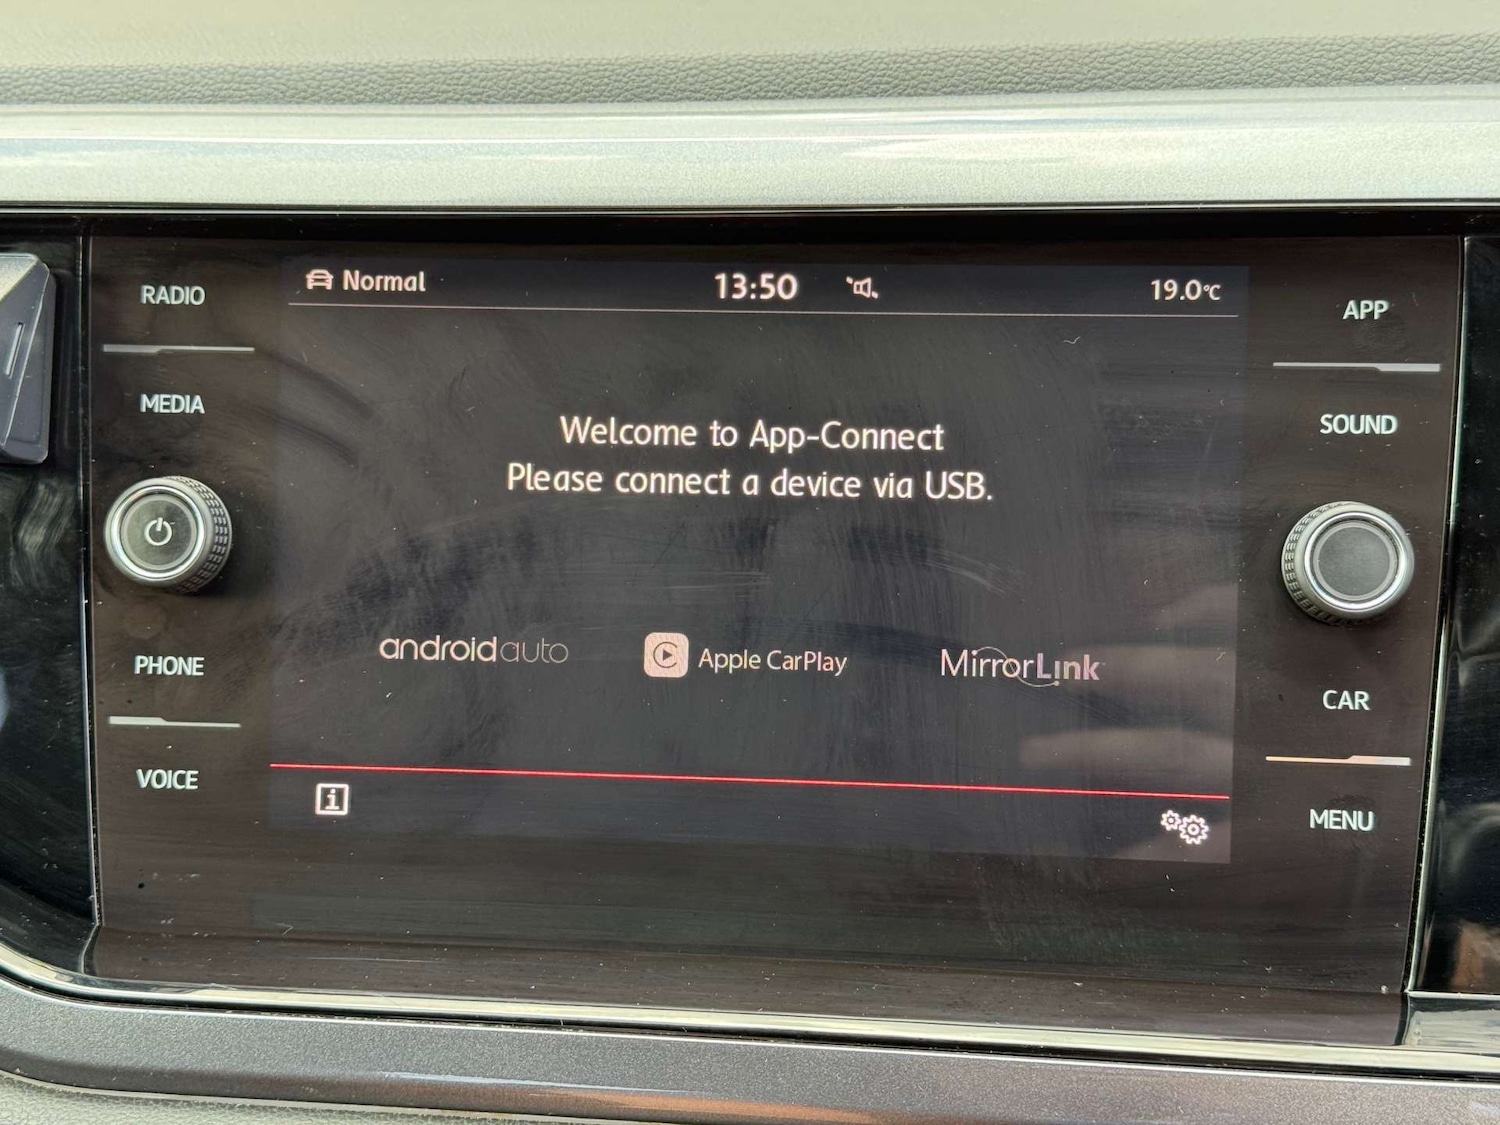 RADIO
MEDIA
PHONE
VOICE
Normal
13:50
19.0°C
Welcome to App-Connect
Please connect a device via USB.
androidauto
Apple CarPlay
MirrorLink
i
APP
SOUND
CAR
MENU